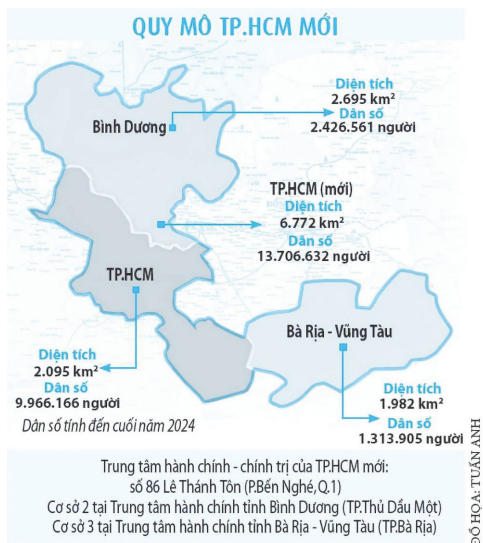 QUY MÔ TP.HCM MỚI
Diện tích
2.695 km²
Dân số
2.426.561 người
Bình Dương
TP.HCM (mới)
Diện tích
6.772 km²
Dân số
13.706.632 người
TP.HCM
Bà Rịa - Vũng Tàu
Diện tích
2.095 km²
Dân số
9.966.166 người
Diện tích
1.982 km²
Dân số
1.313.905 người
Dân số tính đến cuối năm 2024
Trung tâm hành chính - chính trị của TP.HCM mới:
số 86 Lê Thánh Tôn (P.Bến Nghé,Q.1)
Cơ sở 2 tại Trung tâm hành chính tỉnh Bình Dương (TP.Thủ Dầu Một)
Cơ sở 3 tại Trung tâm hành chính tỉnh Bà Rịa - Vũng Tàu (TP.Bà Rịa)
ĐỒ HỌA: TUẤN ANH